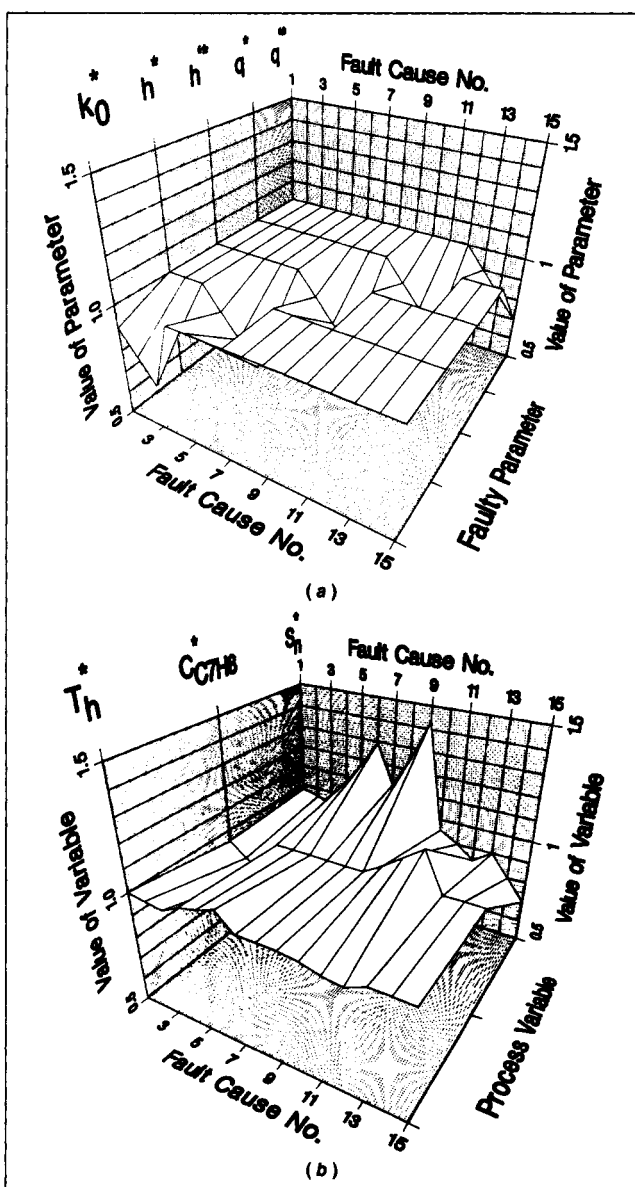 k*0 h* h'* q* q'*
Fault Cause No.
1 3 5 7 9 11 13 15
1.5
1.0
0.5
Value of Parameter
1.5
1
0.5
Value of Parameter
Faulty Parameter
3 5 7 9 11 13 15
Fault Cause No.
(a)
T*h C*C7H8 S*n
Fault Cause No.
1 3 5 7 9 11 13 15
1.5
1.0
0.5
Value of Variable
1.5
1
0.5
Value of Variable
Process Variable
3 5 7 9 11 13 15
Fault Cause No.
(b)